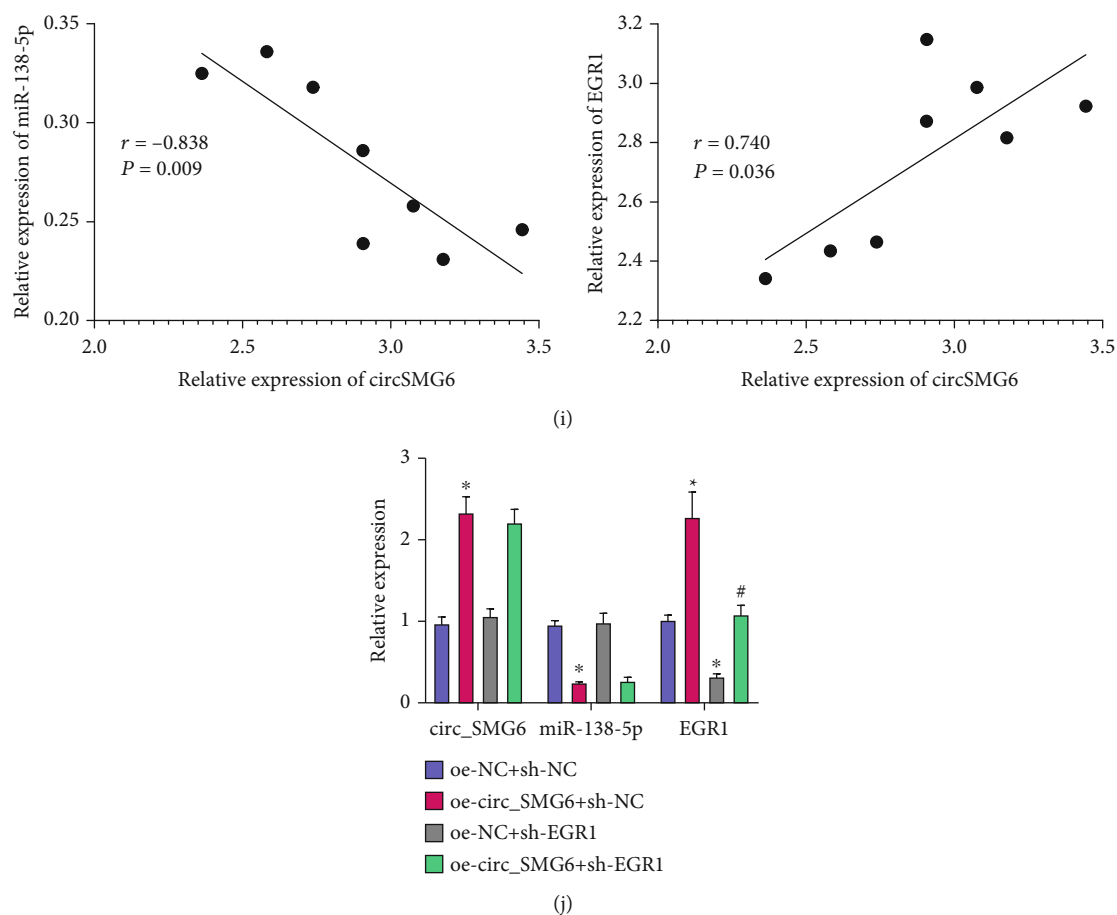 Relative expression of miR-138-5p
0.35
0.30
0.25
0.20
r = –0.838
P = 0.009
2.0 2.5 3.0 3.5
Relative expression of circSMG6
Relative expression of EGR1
3.2
3.0
2.8
2.6
2.4
2.2
r = 0.740
P = 0.036
2.0 2.5 3.0 3.5
Relative expression of circSMG6
(i)
Relative expression
3
2
1
0
* * * * #
circ_SMG6 miR-138-5p EGR1
oe-NC+sh-NC
oe-circ_SMG6+sh-NC
oe-NC+sh-EGR1
oe-circ_SMG6+sh-EGR1
(j)